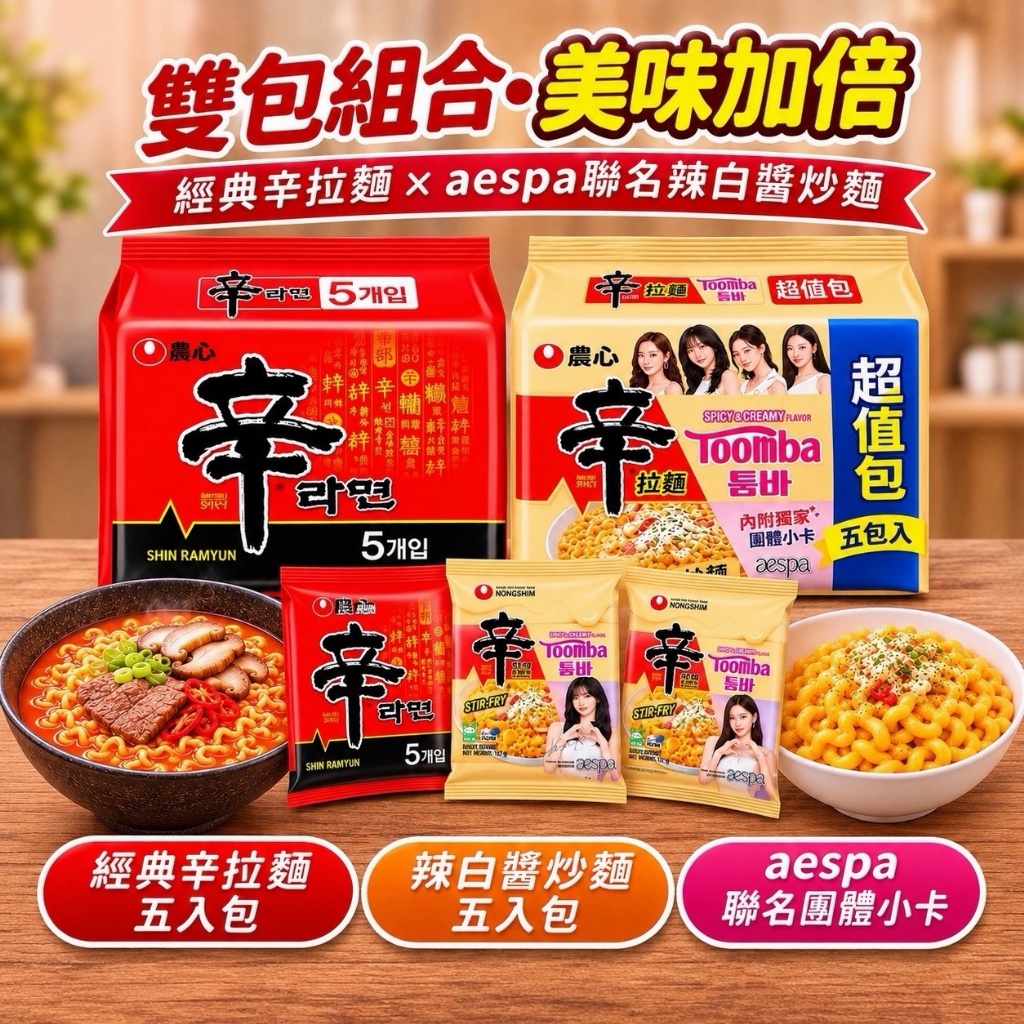 雙包組合·美味加倍
經典辛拉麵 × aespa聯名辣白醬炒麵
辛라면 5개입
農心
辛라면
SHIN RAMYUN
5개입
辛拉麵 Toomba 툼바 超值包
農心
SPICY & CREAMY FLAVOR
辛拉麵
Toomba
툼바
內附獨家
團體小卡
aespa
炒麵
超值包
五包入
辛라면
SHIN RAMYUN
5개입
NONGSHIM
辛
SPICY & CREAMY FLAVOR
Toomba
툼바
STIR-FRY
aespa
NONGSHIM
辛
Toomba
툼바
STIR-FRY
aespa
經典辛拉麵
五入包
辣白醬炒麵
五入包
aespa
聯名團體小卡